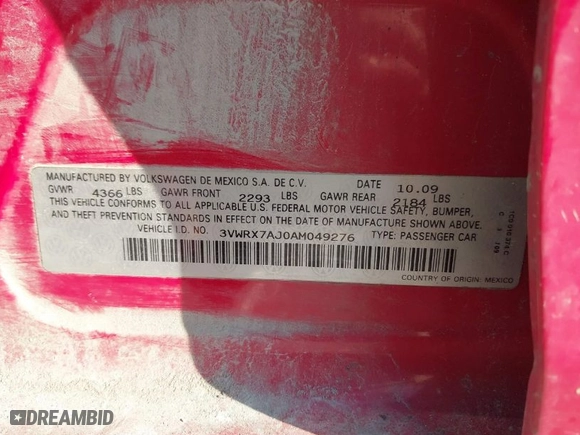 MANUFACTURED BY VOLKSWAGEN DE MEXICO S.A. DE C.V. DATE 10.09
GVWR 4366 LBS GAWR FRONT 2293 LBS GAWR REAR 2184 LBS
THIS VEHICLE CONFORMS TO ALL APPLICABLE U.S. FEDERAL MOTOR VEHICLE SAFETY, BUMPER,
AND THEFT PREVENTION STANDARDS IN EFFECT ON THE DATE OF MANUFACTURE SHOWN ABOVE.
VEHICLE I.D. NO. 3VWRX7AJ0AM049276 TYPE: PASSENGER CAR
COUNTRY OF ORIGIN: MEXICO
DREAMBID